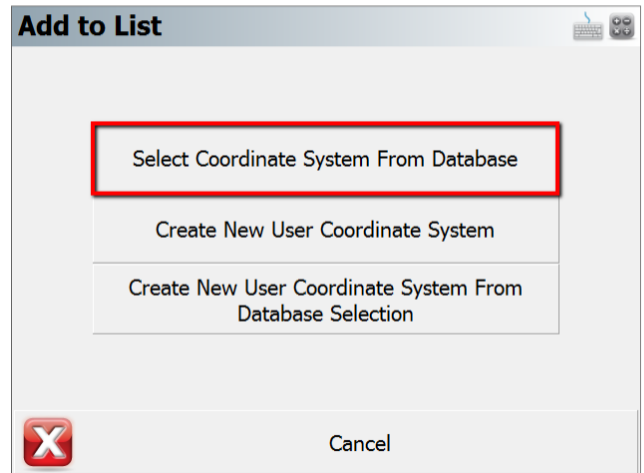 Add to List
Select Coordinate System From Database
Create New User Coordinate System
Create New User Coordinate System From
Database Selection
Cancel